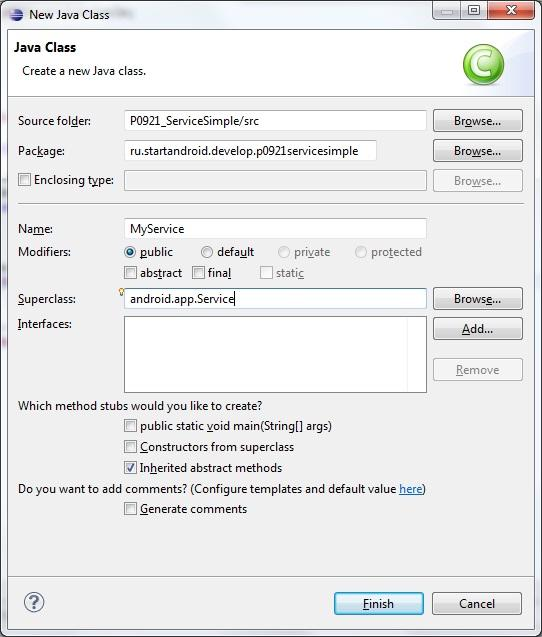 New Java Class
Java Class
Create a new Java class.
C
Source folder: P0921_ServiceSimple/src Browse...
Package: ru.startandroid.develop.p0921servicesimple Browse...
Enclosing type: Browse...
Name: MyService
Modifiers: public default private protected
abstract final static
Superclass: android.app.Service Browse...
Interfaces: Add...
Remove
Which method stubs would you like to create?
public static void main(String[] args)
Constructors from superclass
Inherited abstract methods
Do you want to add comments? (Configure templates and default value here)
Generate comments
? Finish Cancel